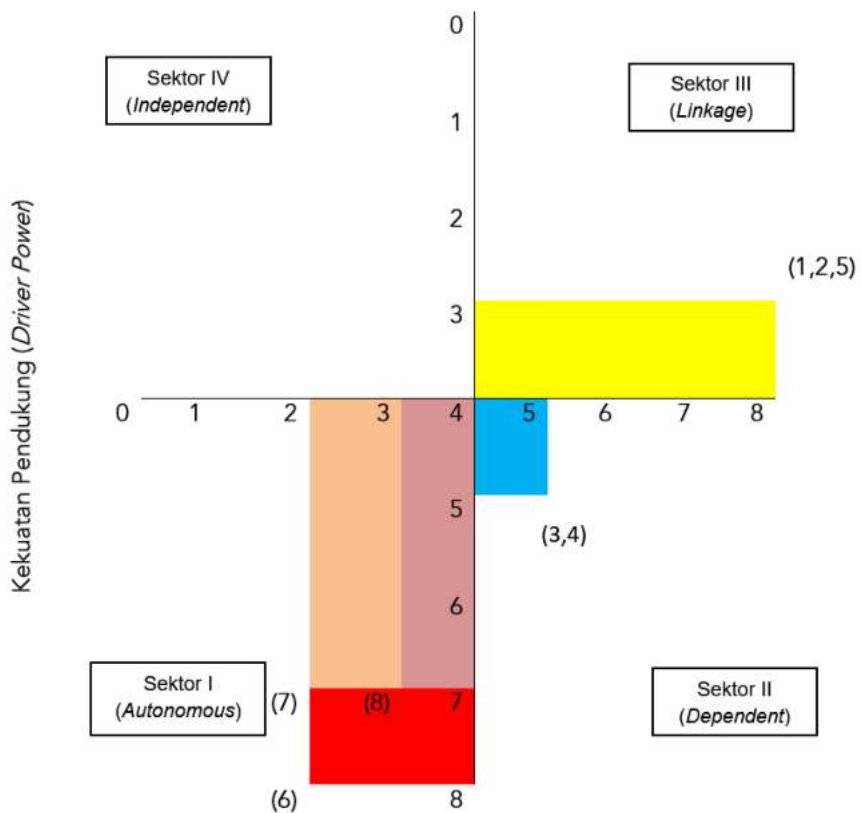 0
Sektor IV
(Independent)
Sektor III
(Linkage)
1
2
(1,2,5)
3
Kekuatan Pendukung (Driver Power)
0 1 2 3 4 5 6 7 8
5
(3,4)
6
Sektor I
(Autonomous)
Sektor II
(Dependent)
(7) (8) 7
(6) 8